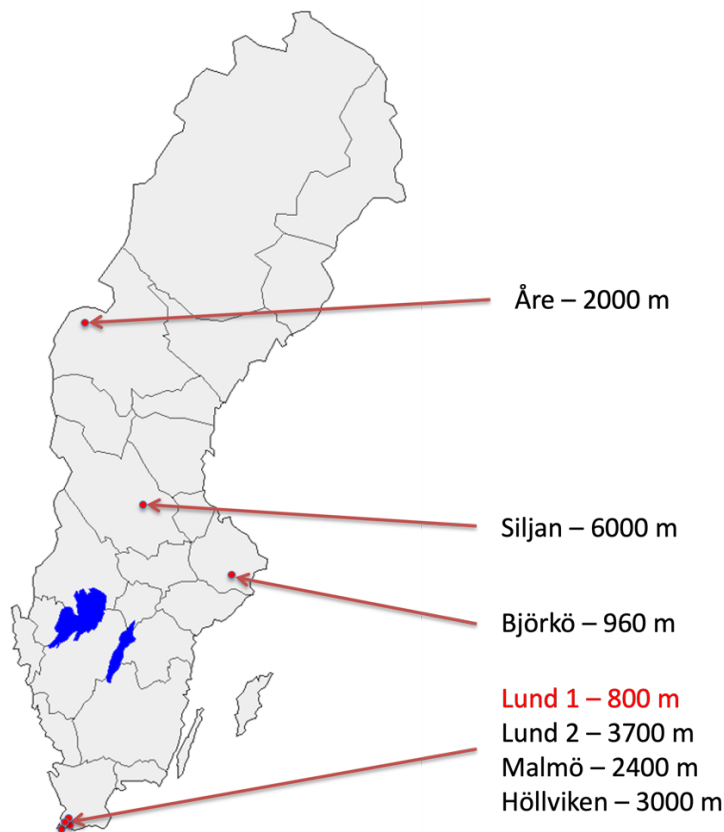 Åre – 2000 m
Siljan – 6000 m
Björkö – 960 m
Lund 1 – 800 m
Lund 2 – 3700 m
Malmö – 2400 m
Höllviken – 3000 m